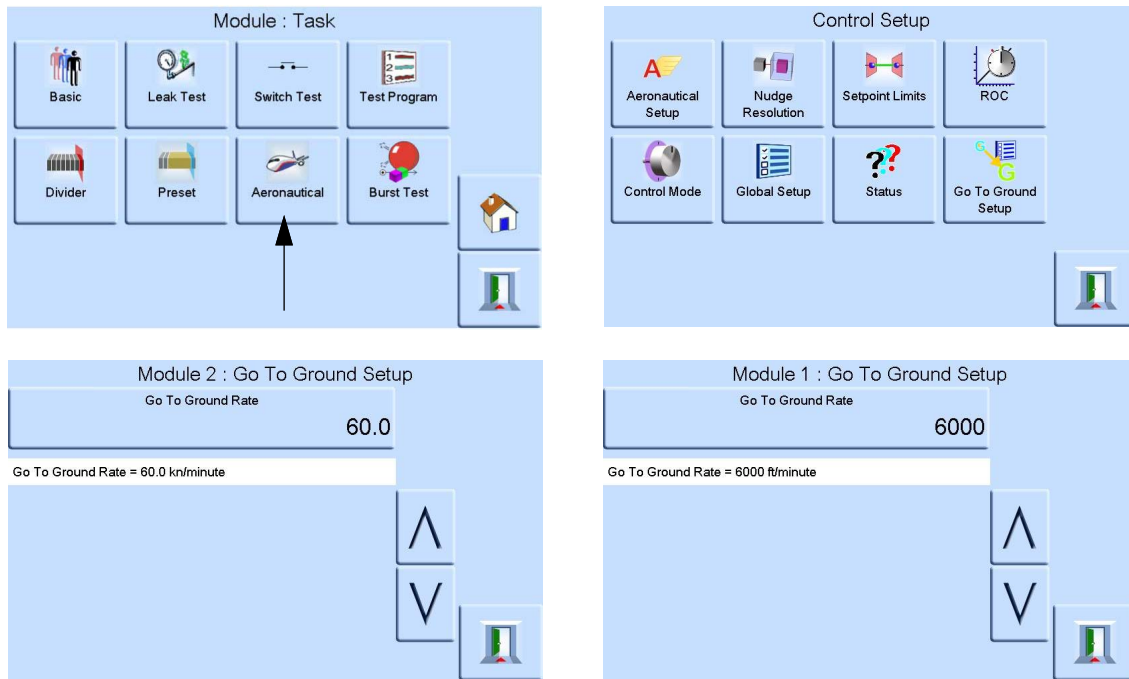 Module : Task
Basic
Leak Test
Switch Test
1
2
3
Test Program
Divider
Preset
Aeronautical
Burst Test
Control Setup
A
Aeronautical
Setup
Nudge
Resolution
Setpoint Limits
ROC
Control Mode
Global Setup
???
Status
G
G
Go To Ground
Setup
Module 2 : Go To Ground Setup
Go To Ground Rate
60.0
Go To Ground Rate = 60.0 kn/minute
Module 1 : Go To Ground Setup
Go To Ground Rate
6000
Go To Ground Rate = 6000 ft/minute